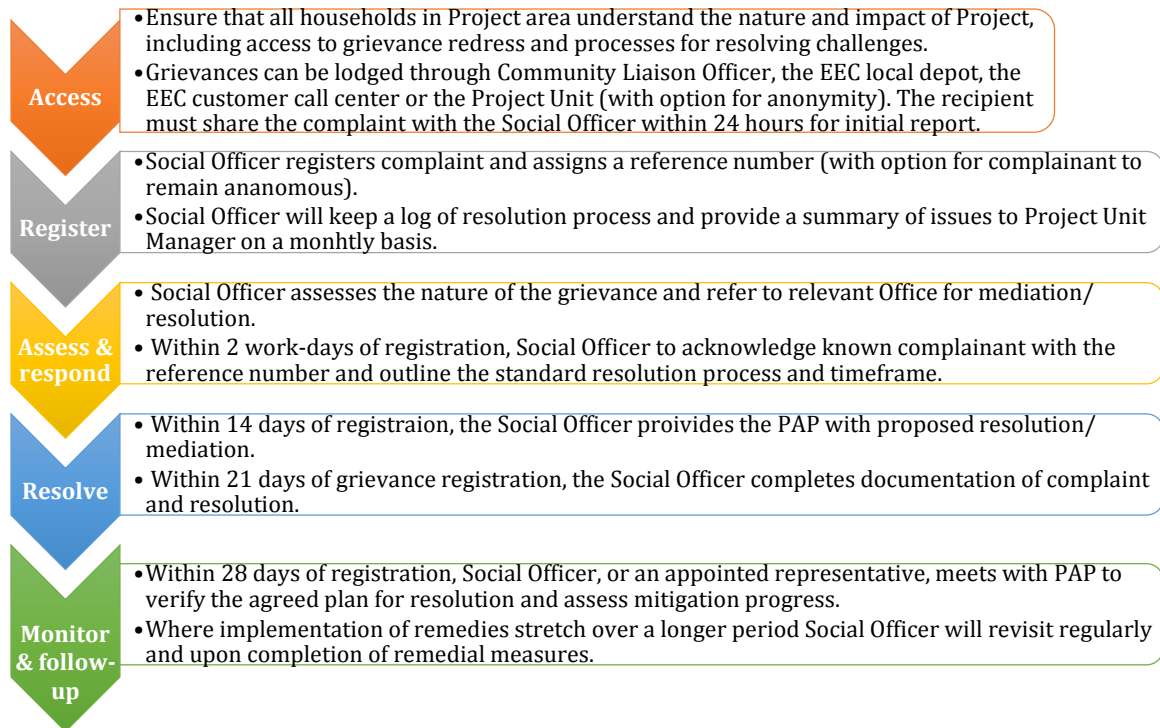 Access
•Ensure that all households in Project area understand the nature and impact of Project,
including access to grievance redress and processes for resolving challenges.
•Grievances can be lodged through Community Liaison Officer, the EEC local depot, the
EEC customer call center or the Project Unit (with option for anonymity). The recipient
must share the complaint with the Social Officer within 24 hours for initial report.
Register
•Social Officer registers complaint and assigns a reference number (with option for complainant to
remain ananomous).
•Social Officer will keep a log of resolution process and provide a summary of issues to Project Unit
Manager on a monhtly basis.
Assess &
respond
• Social Officer assesses the nature of the grievance and refer to relevant Office for mediation/
resolution.
• Within 2 work-days of registration, Social Officer to acknowledge known complainant with the
reference number and outline the standard resolution process and timeframe.
Resolve
• Within 14 days of registraion, the Social Officer proivides the PAP with proposed resolution/
mediation.
• Within 21 days of grievance registration, the Social Officer completes documentation of complaint
and resolution.
Monitor
& follow-
up
•Within 28 days of registration, Social Officer, or an appointed representative, meets with PAP to
verify the agreed plan for resolution and assess mitigation progress.
•Where implementation of remedies stretch over a longer period Social Officer will revisit regularly
and upon completion of remedial measures.